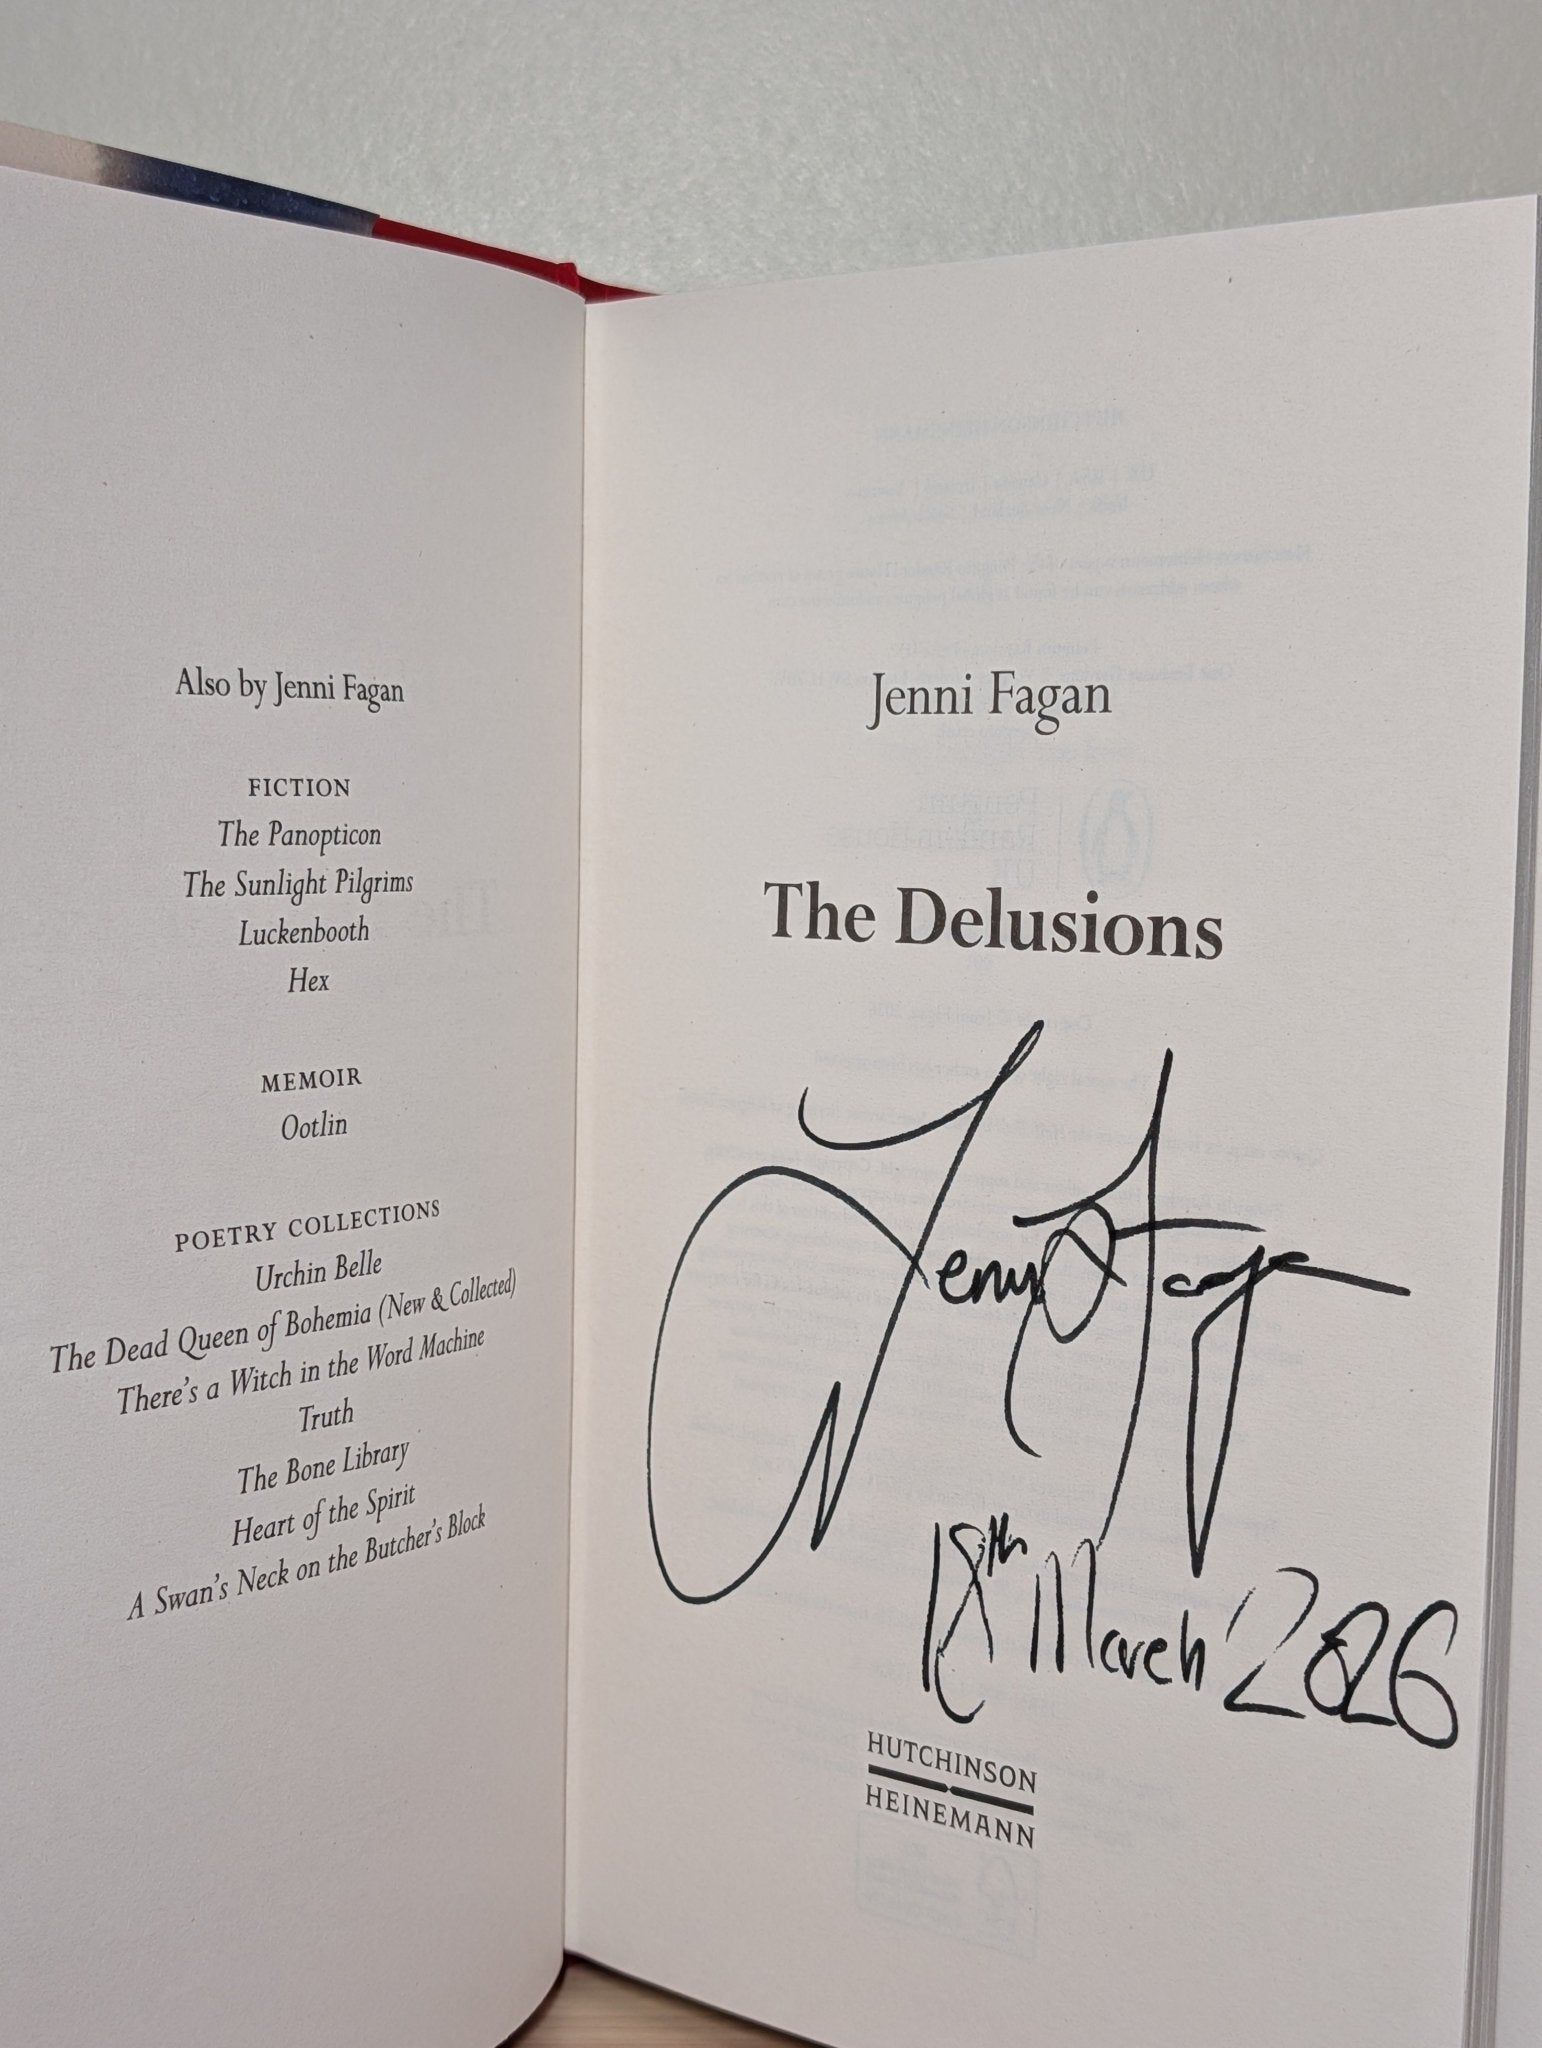 Also by Jenni Fagan
FICTION
The Panopticon
The Sunlight Pilgrims
Luckenbooth
Hex
MEMOIR
Ootlin
POETRY COLLECTIONS
Urchin Belle
The Dead Queen of Bohemia (New & Collected)
There's a Witch in the Word Machine
Truth
The Bone Library
Heart of the Spirit
A Swan's Neck on the Butcher's Block
Jenni Fagan
The Delusions
Jenni Fagan
18th March 2026
HUTCHINSON
HEINEMANN